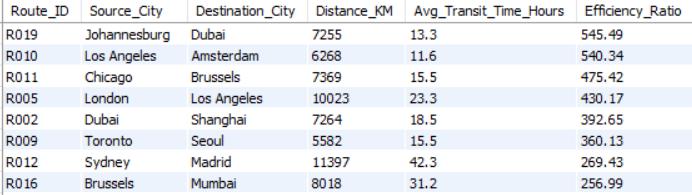 Route_ID Source_City Destination_City Distance_KM Avg_Transit_Time_Hours Efficiency_Ratio
R019 Johannesburg Dubai 7255 13.3 545.49
R010 Los Angeles Amsterdam 6268 11.6 540.34
R011 Chicago Brussels 7369 15.5 475.42
R005 London Los Angeles 10023 23.3 430.17
R002 Dubai Shanghai 7264 18.5 392.65
R009 Toronto Seoul 5582 15.5 360.13
R012 Sydney Madrid 11397 42.3 269.43
R016 Brussels Mumbai 8018 31.2 256.99